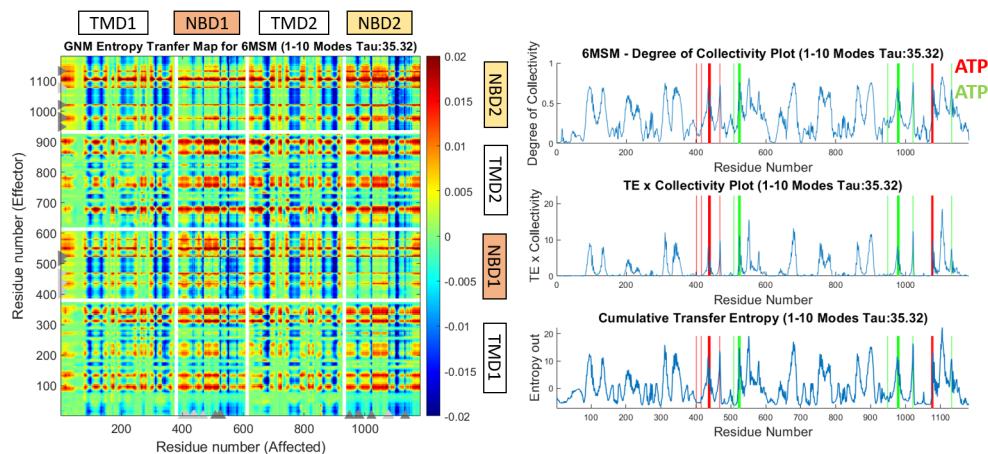 TMD1
NBD1
TMD2
NBD2
GNM Entropy Tranfer Map for 6MSM (1-10 Modes Tau:35.32)
Residue number (Effector)
1100
1000
900
800
700
600
500
400
300
200
100
200
400
600
800
1000
Residue number (Affected)
0.02
0.015
0.01
0.005
0
-0.005
-0.01
-0.015
-0.02
NBD2
TMD2
NBD1
TMD1
6MSM - Degree of Collectivity Plot (1-10 Modes Tau:35.32)
Degree of Collectivity
1
0.5
0
0 200 400 600 800 1000
Residue Number
ATP
ATP
TE x Collectivity Plot (1-10 Modes Tau:35.32)
TE x Collectivity
20
10
0
0 200 400 600 800 1000
Residue Number
Cumulative Transfer Entropy (1-10 Modes Tau:35.32)
Entropy out
20
10
0
100 200 300 400 500 600 700 800 900 1000 1100
Residue Number